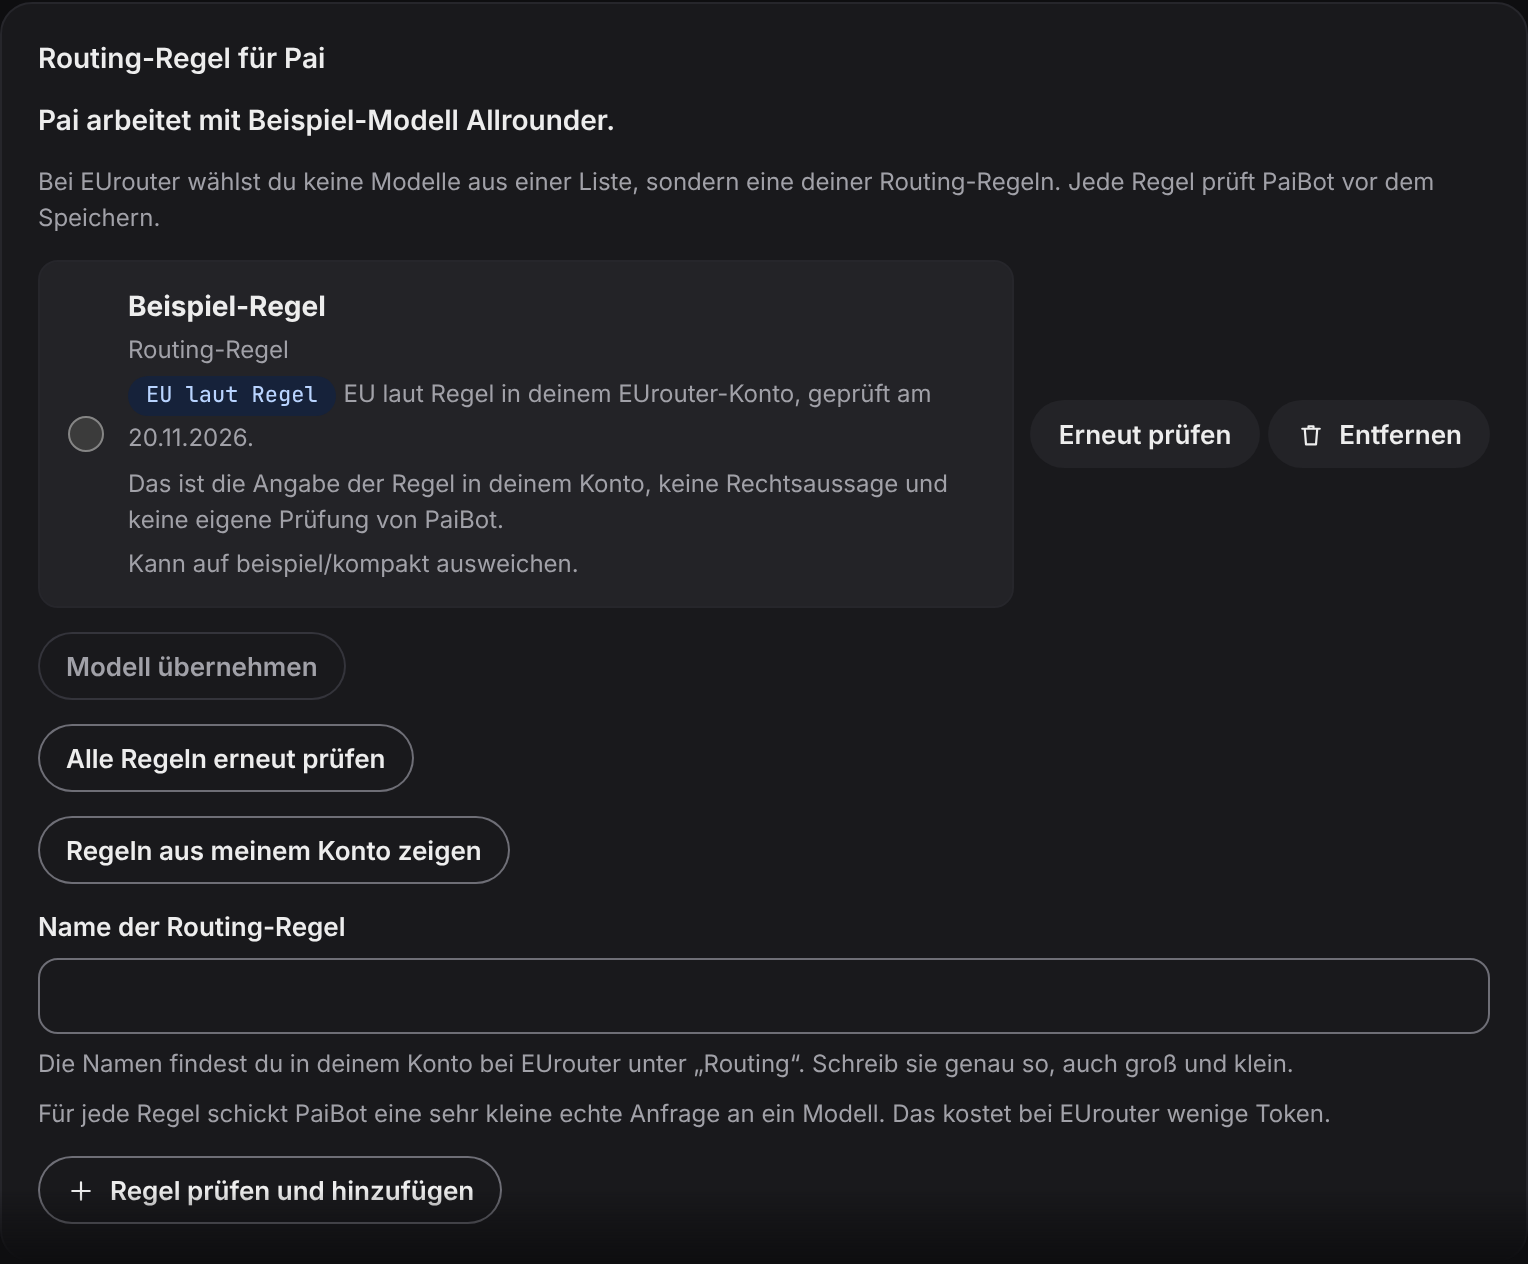 Routing-Regel für Pai
Pai arbeitet mit Beispiel-Modell Allrounder.
Bei EUrouter wählst du keine Modelle aus einer Liste, sondern eine deiner Routing-Regeln. Jede Regel prüft PaiBot vor dem
Speichern.
Beispiel-Regel
Routing-Regel
EU laut Regel EU laut Regel in deinem EUrouter-Konto, geprüft am
20.11.2026.
Das ist die Angabe der Regel in deinem Konto, keine Rechtsaussage und
keine eigene Prüfung von PaiBot.
Kann auf beispiel/kompakt ausweichen.
Erneut prüfen
Entfernen
Modell übernehmen
Alle Regeln erneut prüfen
Regeln aus meinem Konto zeigen
Name der Routing-Regel
Die Namen findest du in deinem Konto bei EUrouter unter „Routing“. Schreib sie genau so, auch groß und klein.
Für jede Regel schickt PaiBot eine sehr kleine echte Anfrage an ein Modell. Das kostet bei EUrouter wenige Token.
+ Regel prüfen und hinzufügen